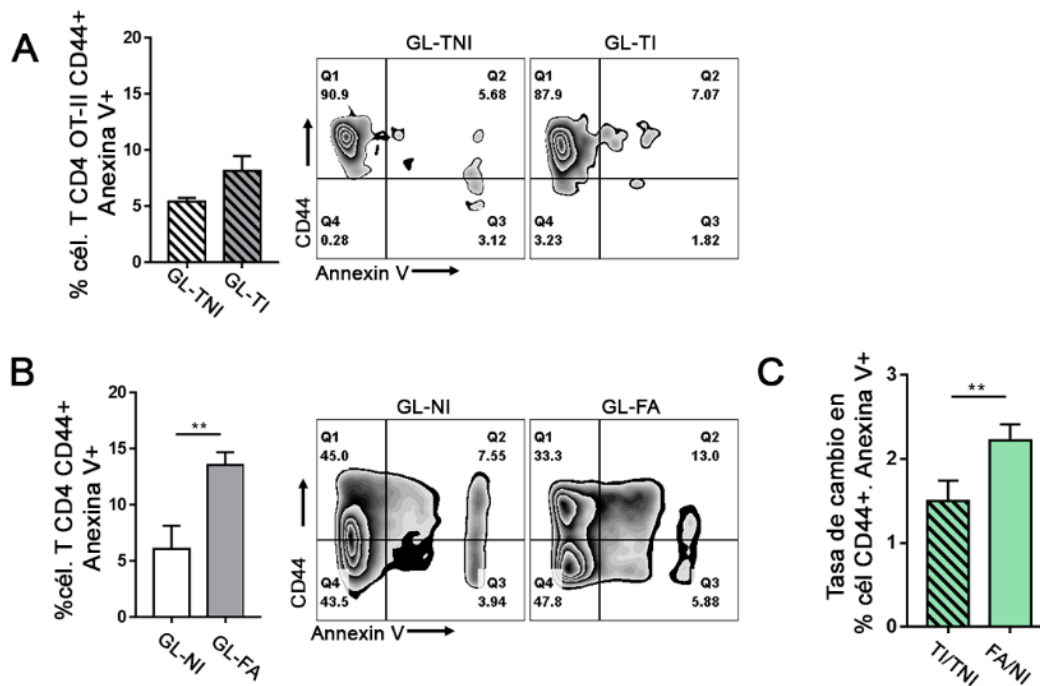 A
% cél. T CD4 OT-II CD44+
Anexina V+
20
15
10
5
0
GL-TNI
GL-TI
GL-TNI
GL-TI
Q1
90.9
Q2
5.68
Q4
0.28
Q3
3.12
Q1
87.9
Q2
7.07
Q4
3.23
Q3
1.82
CD44
Annexin V
B
%cél. T CD4 CD44+
Anexina V+
20
15
10
5
0
**
GL-NI
GL-FA
GL-NI
GL-FA
Q1
45.0
Q2
7.55
Q4
43.5
Q3
3.94
Q1
33.3
Q2
13.0
Q4
47.8
Q3
5.88
CD44
Annexin V
C
Tasa de cambio en
% cél CD44+. Anexina V+
3
2
1
0
**
TI/TNI
FA/NI